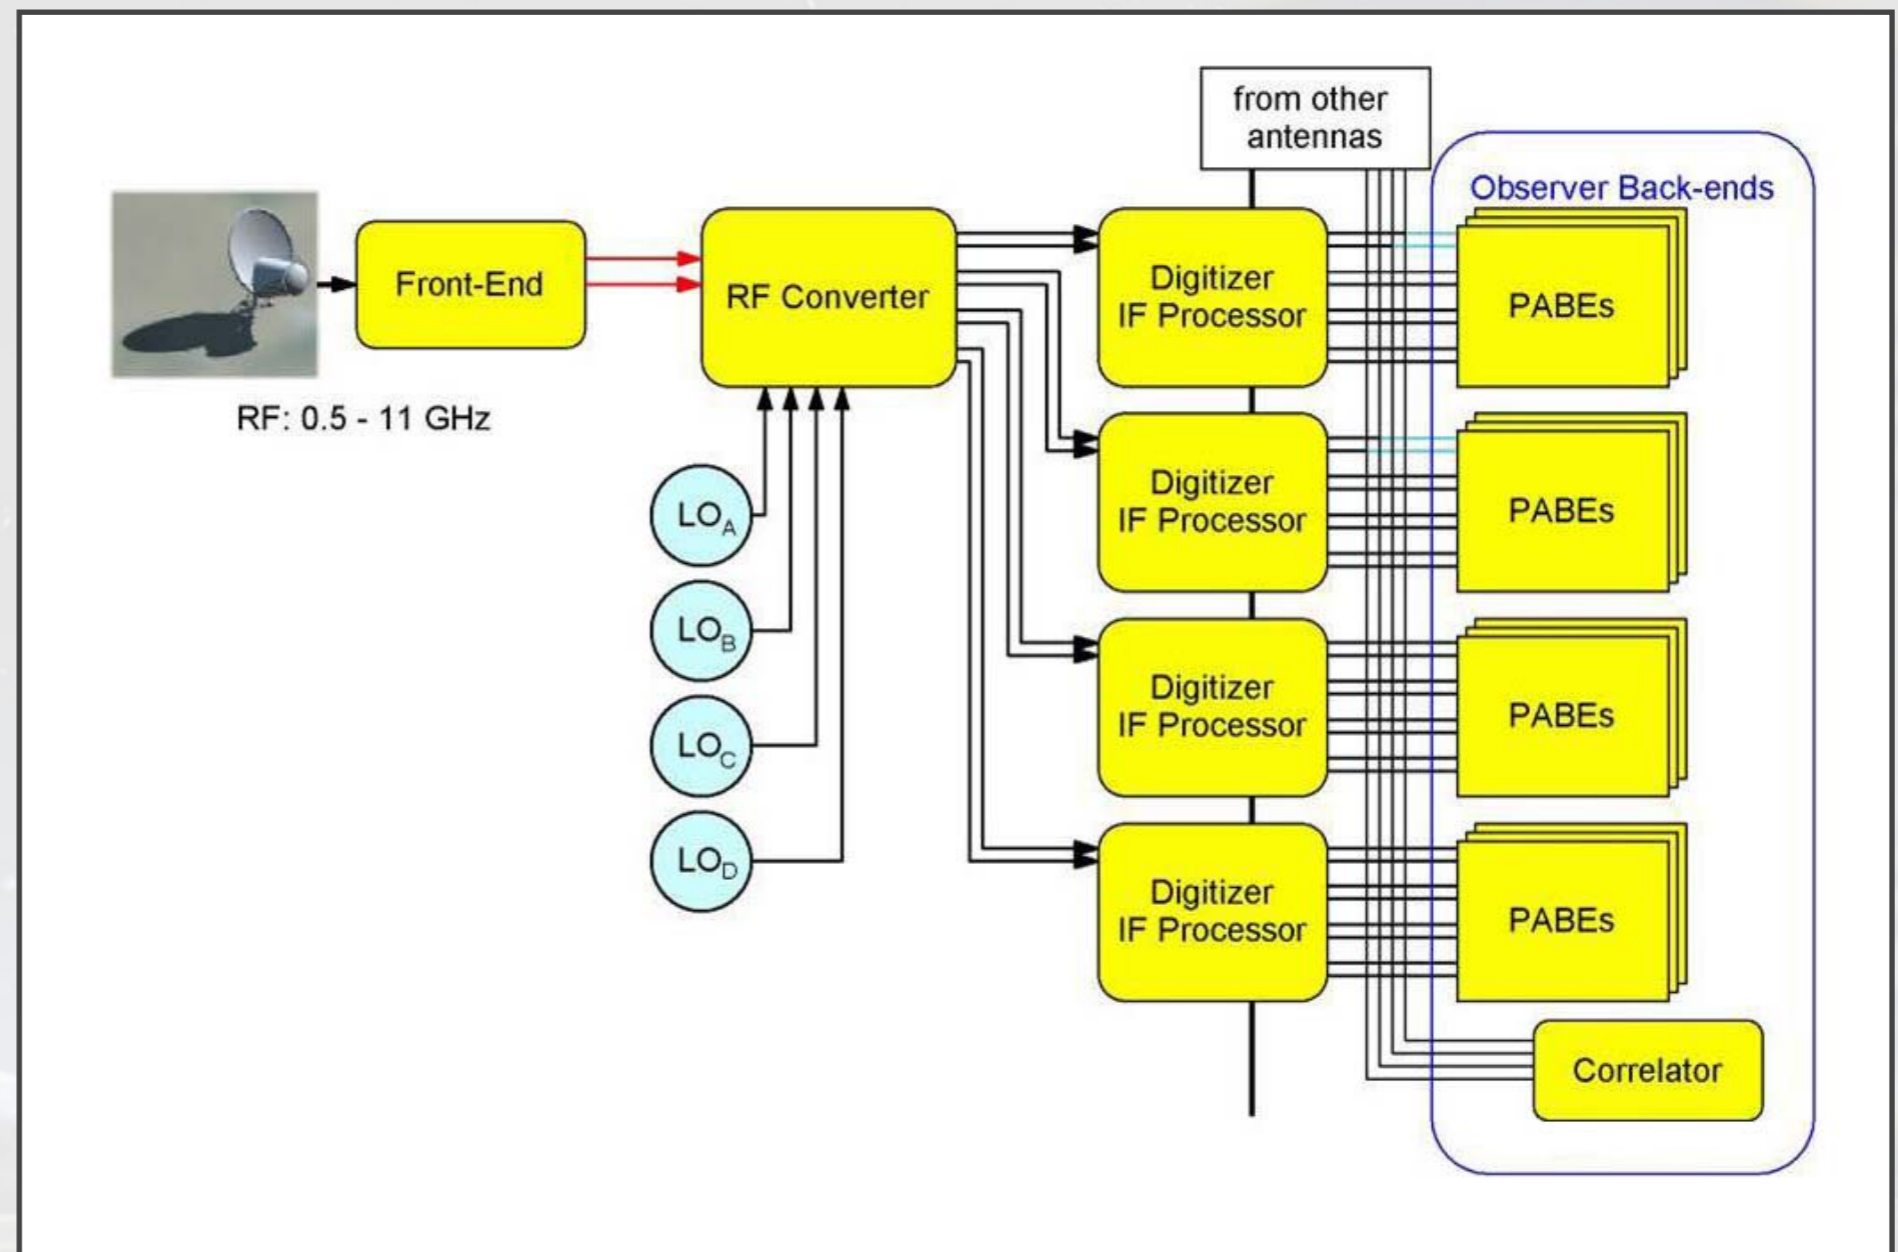 from other
antennas
Observer Back-ends
Front-End
RF Converter
Digitizer
IF Processor
PABEs
RF: 0.5 - 11 GHz
Digitizer
IF Processor
PABEs
LOA
LOB
Digitizer
IF Processor
PABEs
LOC
LOD
Digitizer
IF Processor
PABEs
Correlator